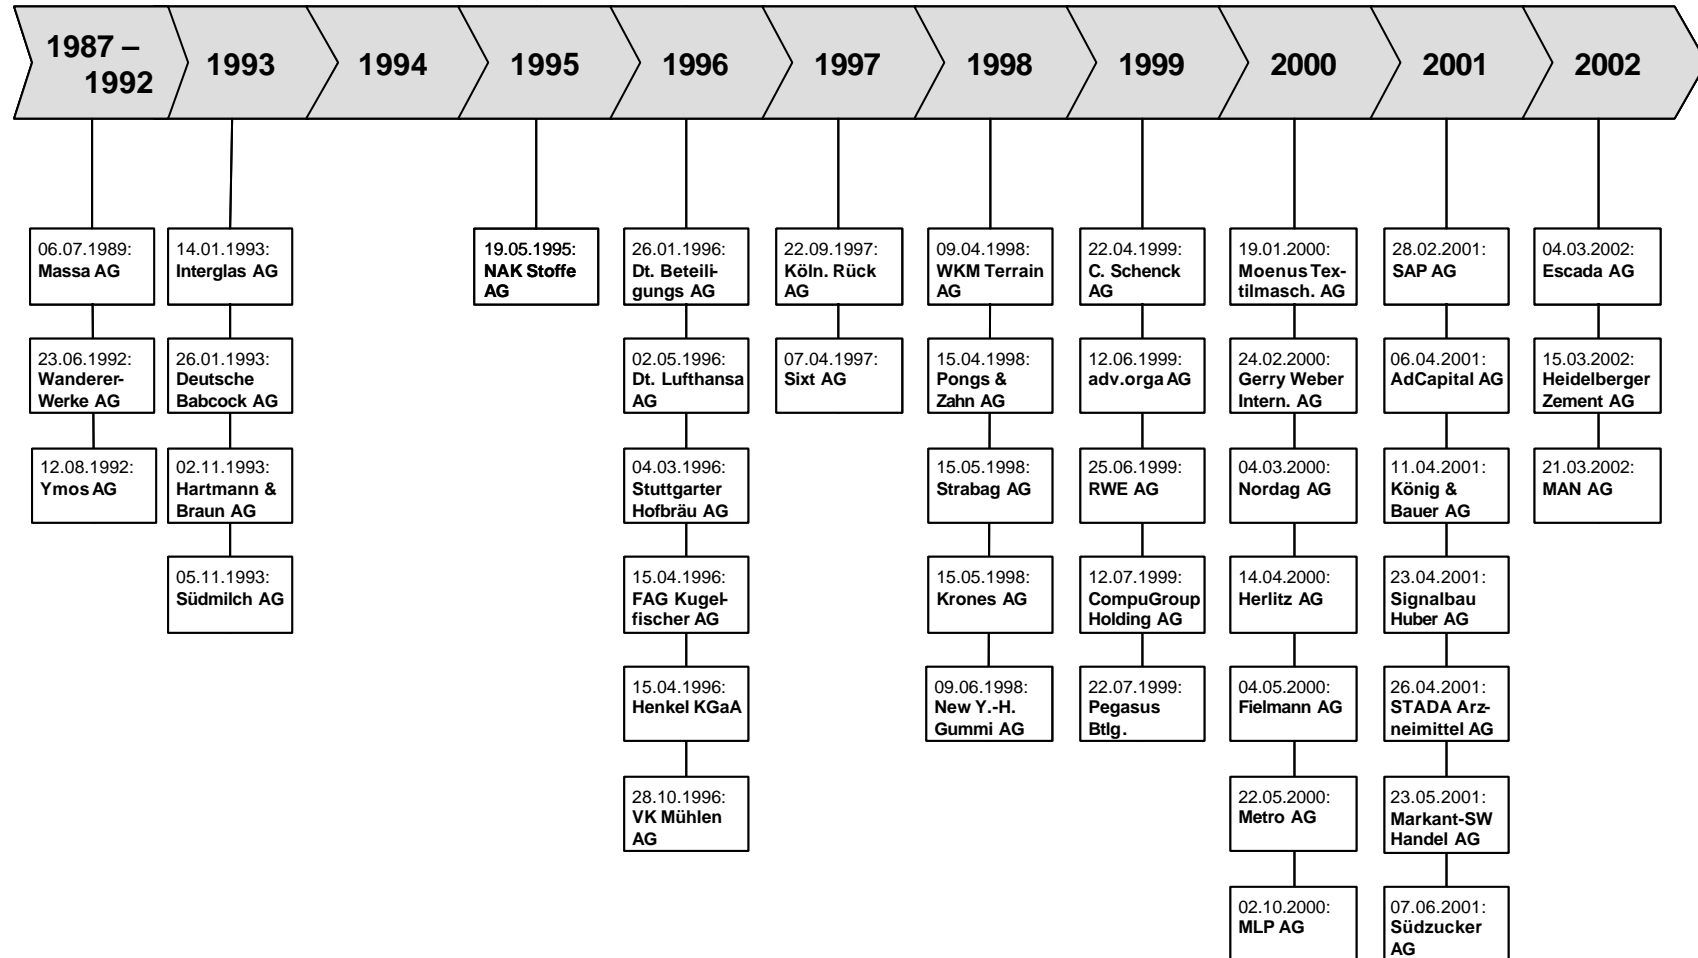 1987 –
1992
1993
1994
1995
1996
1997
1998
1999
2000
2001
2002
06.07.1989:
Massa AG
23.06.1992:
Wanderer-
Werke AG
12.08.1992:
Ymos AG
14.01.1993:
Interglas AG
26.01.1993:
Deutsche
Babcock AG
02.11.1993:
Hartmann &
Braun AG
05.11.1993:
Südmilch AG
19.05.1995:
NAK Stoffe
AG
26.01.1996:
Dt. Beteili-
gungs AG
02.05.1996:
Dt. Lufthansa
AG
04.03.1996:
Stuttgarter
Hofbräu AG
15.04.1996:
FAG Kugel-
fischer AG
15.04.1996:
Henkel KGaA
28.10.1996:
VK Mühlen
AG
22.09.1997:
Köln. Rück
AG
07.04.1997:
Sixt AG
09.04.1998:
WKM Terrain
AG
15.04.1998:
Pongs &
Zahn AG
15.05.1998:
Strabag AG
15.05.1998:
Krones AG
09.06.1998:
New Y.-H.
Gummi AG
22.04.1999:
C. Schenck
AG
12.06.1999:
adv.orga AG
25.06.1999:
RWE AG
12.07.1999:
CompuGroup
Holding AG
22.07.1999:
Pegasus
Btlg.
19.01.2000:
Moenus Tex-
tilmasch. AG
24.02.2000:
Gerry Weber
Intern. AG
04.03.2000:
Nordag AG
14.04.2000:
Herlitz AG
04.05.2000:
Fielmann AG
22.05.2000:
Metro AG
02.10.2000:
MLP AG
28.02.2001:
SAP AG
06.04.2001:
AdCapital AG
11.04.2001:
König &
Bauer AG
23.04.2001:
Signalbau
Huber AG
26.04.2001:
STADA Arz-
neimittel AG
23.05.2001:
Markant-SW
Handel AG
07.06.2001:
Südzucker
AG
04.03.2002:
Escada AG
15.03.2002:
Heidelberger
Zement AG
21.03.2002:
MAN AG